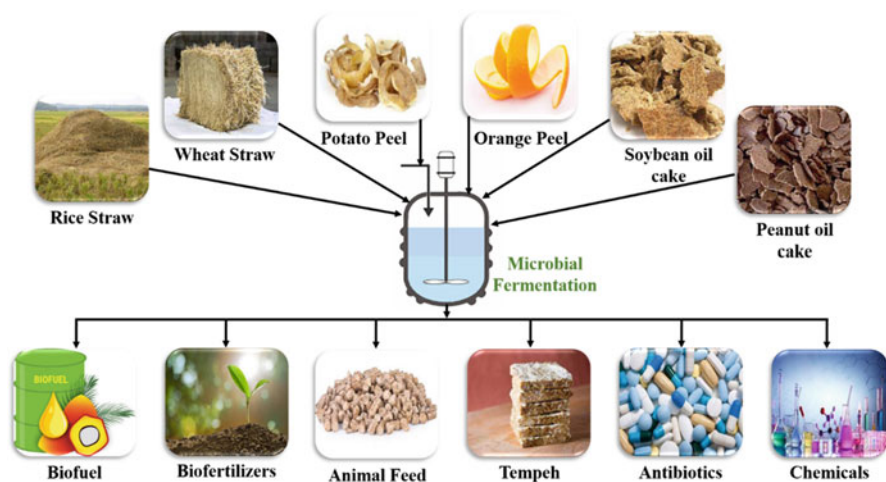 Potato Peel
Orange Peel
Wheat Straw
Soybean oil
cake
Rice Straw
Peanut oil
cake
Microbial
Fermentation
BIOFUEL
Biofuel
Biofertilizers
Animal Feed
Tempeh
Antibiotics
Chemicals